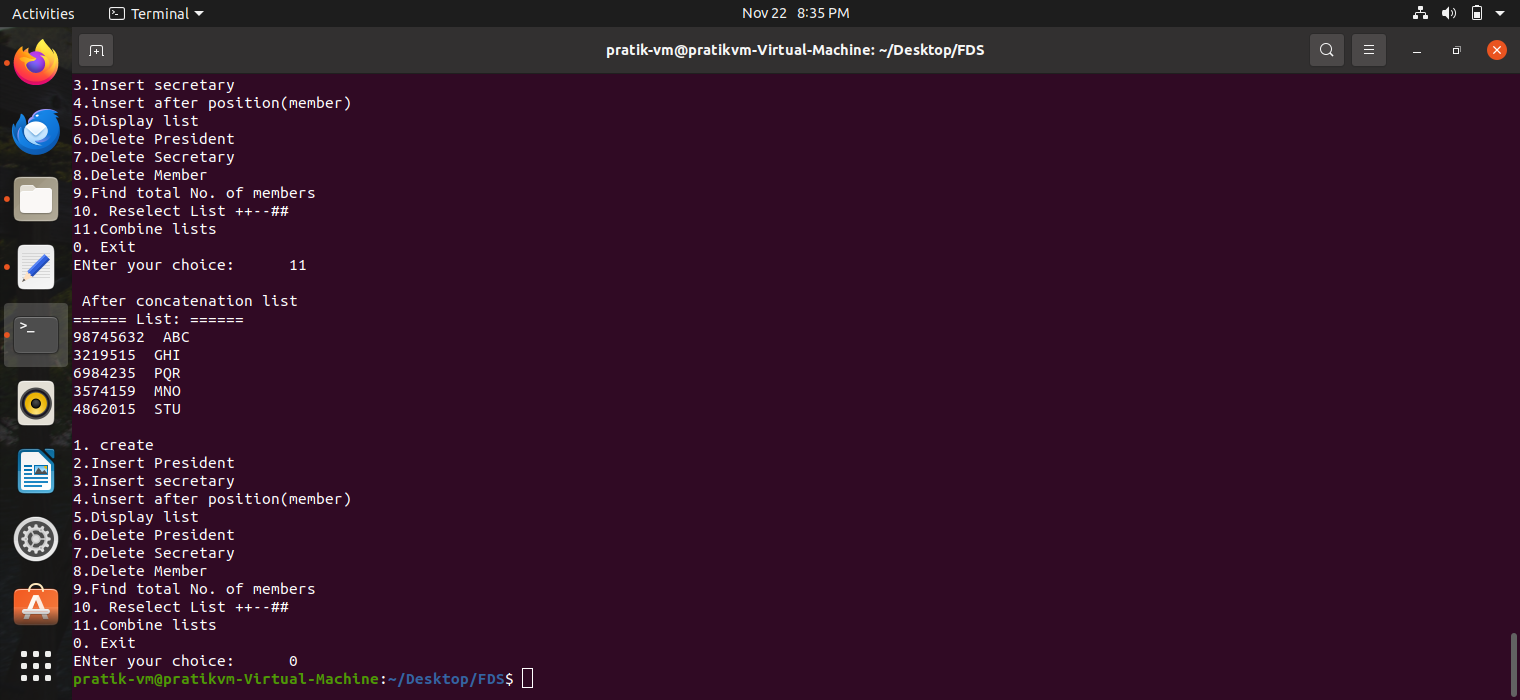 Activities Terminal Nov 22 8:35 PM
pratik-vm@pratikvm-Virtual-Machine: ~/Desktop/FDS
3.Insert secretary
4.insert after position(member)
5.Display list
6.Delete President
7.Delete Secretary
8.Delete Member
9.Find total No. of members
10. Reselect List ++--##
11.Combine lists
0. Exit
ENter your choice:      11
 After concatenation list
====== List: ======
98745632  ABC
3219515  GHI
6984235  PQR
3574159  MNO
4862015  STU
1. create
2.Insert President
3.Insert secretary
4.insert after position(member)
5.Display list
6.Delete President
7.Delete Secretary
8.Delete Member
9.Find total No. of members
10. Reselect List ++--##
11.Combine lists
0. Exit
ENter your choice:      0
pratik-vm@pratikvm-Virtual-Machine:~/Desktop/FDS$